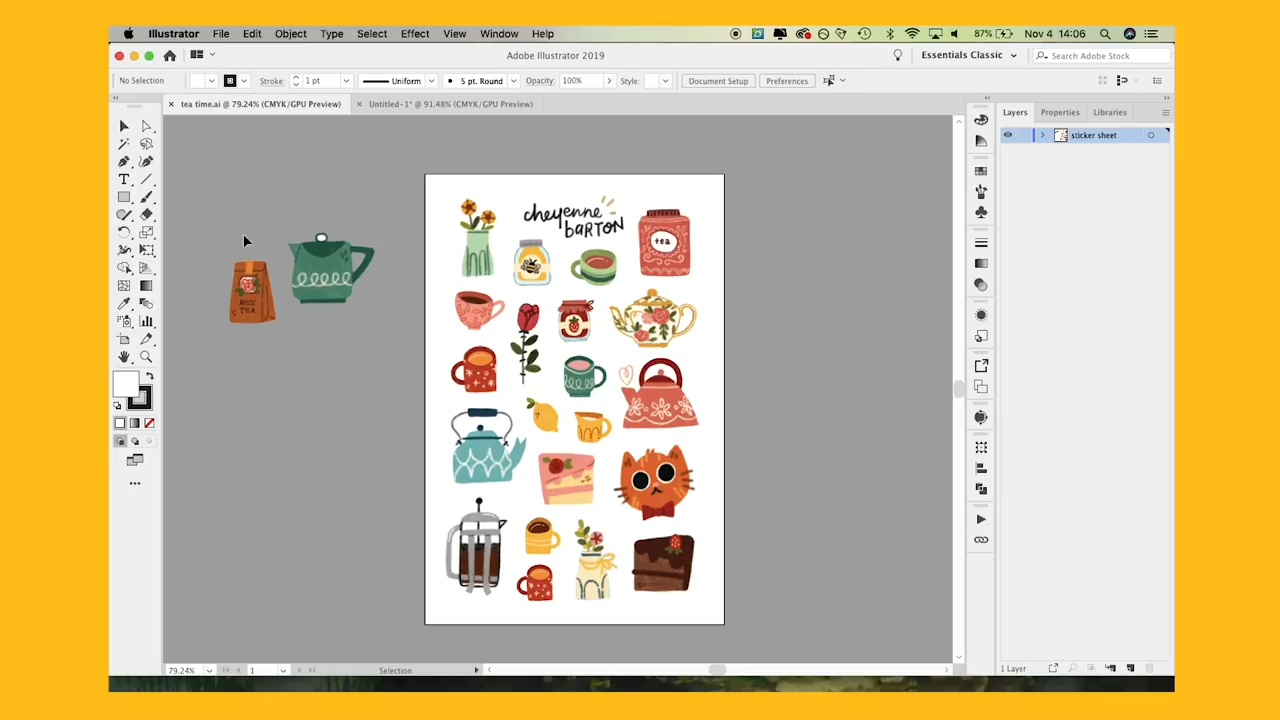 Illustrator File Edit Object Type Select Effect View Window Help 87% Nov 4 14:06
Adobe Illustrator 2019 Essentials Classic Search Adobe Stock
No Selection Stroke: 1 pt Uniform 5 pt. Round Opacity: 100% Style: Document Setup Preferences
tea time.ai @ 79.24% (CMYK/GPU Preview) Untitled-1* @ 91.48% (CMYK/GPU Preview)
Layers Properties Libraries
sticker sheet
cheyenne
BARTON
tea
ROSE
TEA
79.24% 1 Selection
1 Layer